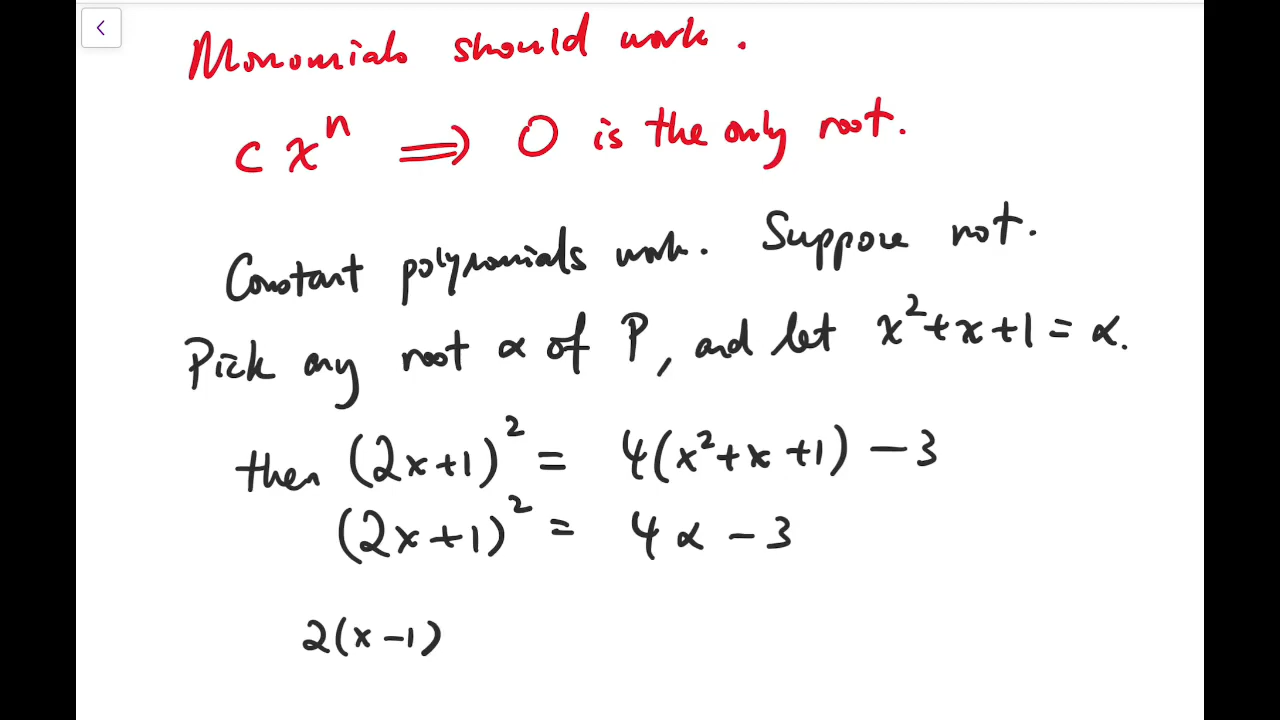 Monomials should work.
c xⁿ ⟹ 0 is the only root.
Constant polynomials work. Suppose not.
Pick any root α of P, and let x²+x+1 = α.
then (2x+1)² = 4(x²+x+1) − 3
(2x+1)² = 4α − 3
2(x−1)